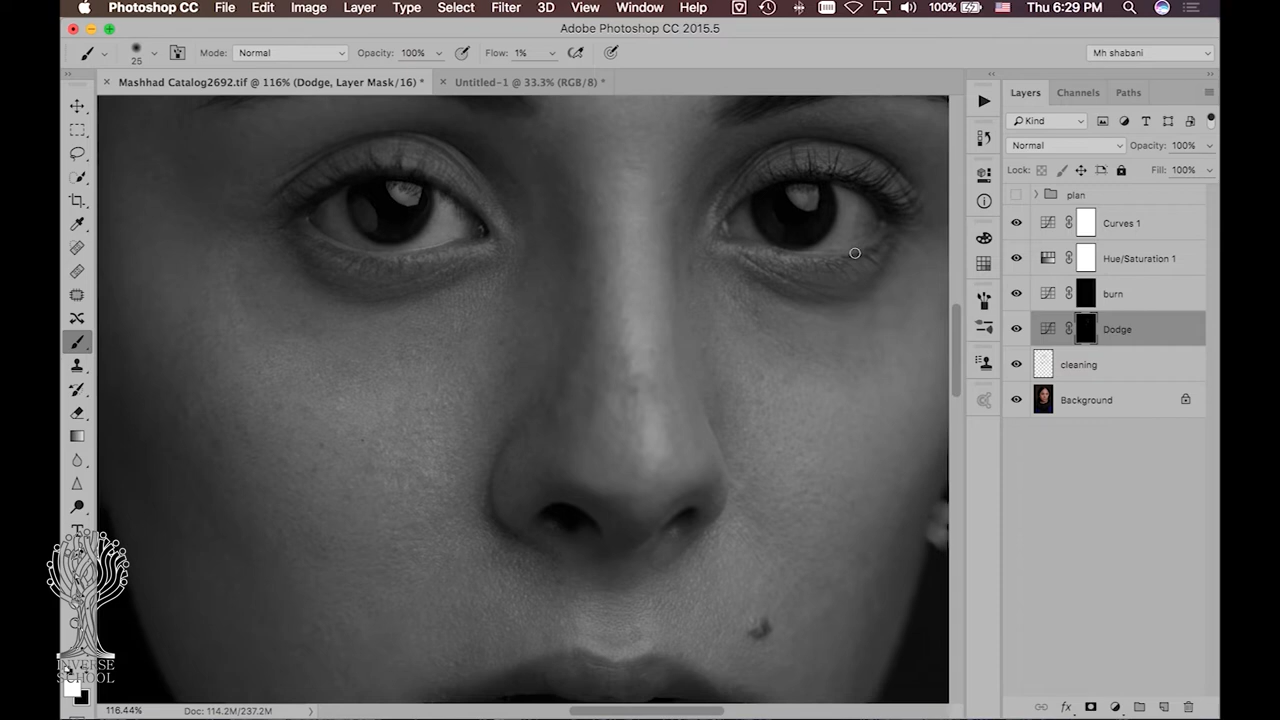 Photoshop CC File Edit Image Layer Type Select Filter 3D View Window Help 100% Thu 6:29 PM
Adobe Photoshop CC 2015.5
25 Mode: Normal Opacity: 100% Flow: 1% Mh shabani
Mashhad Catalog2692.tif @ 116% (Dodge, Layer Mask/16) * Untitled-1 @ 33.3% (RGB/8) *
Layers Channels Paths
Kind
Normal Opacity: 100%
Lock: Fill: 100%
plan
Curves 1
Hue/Saturation 1
burn
Dodge
cleaning
Background
INVERSE
SCHOOL
116.44% Doc: 114.2M/237.2M